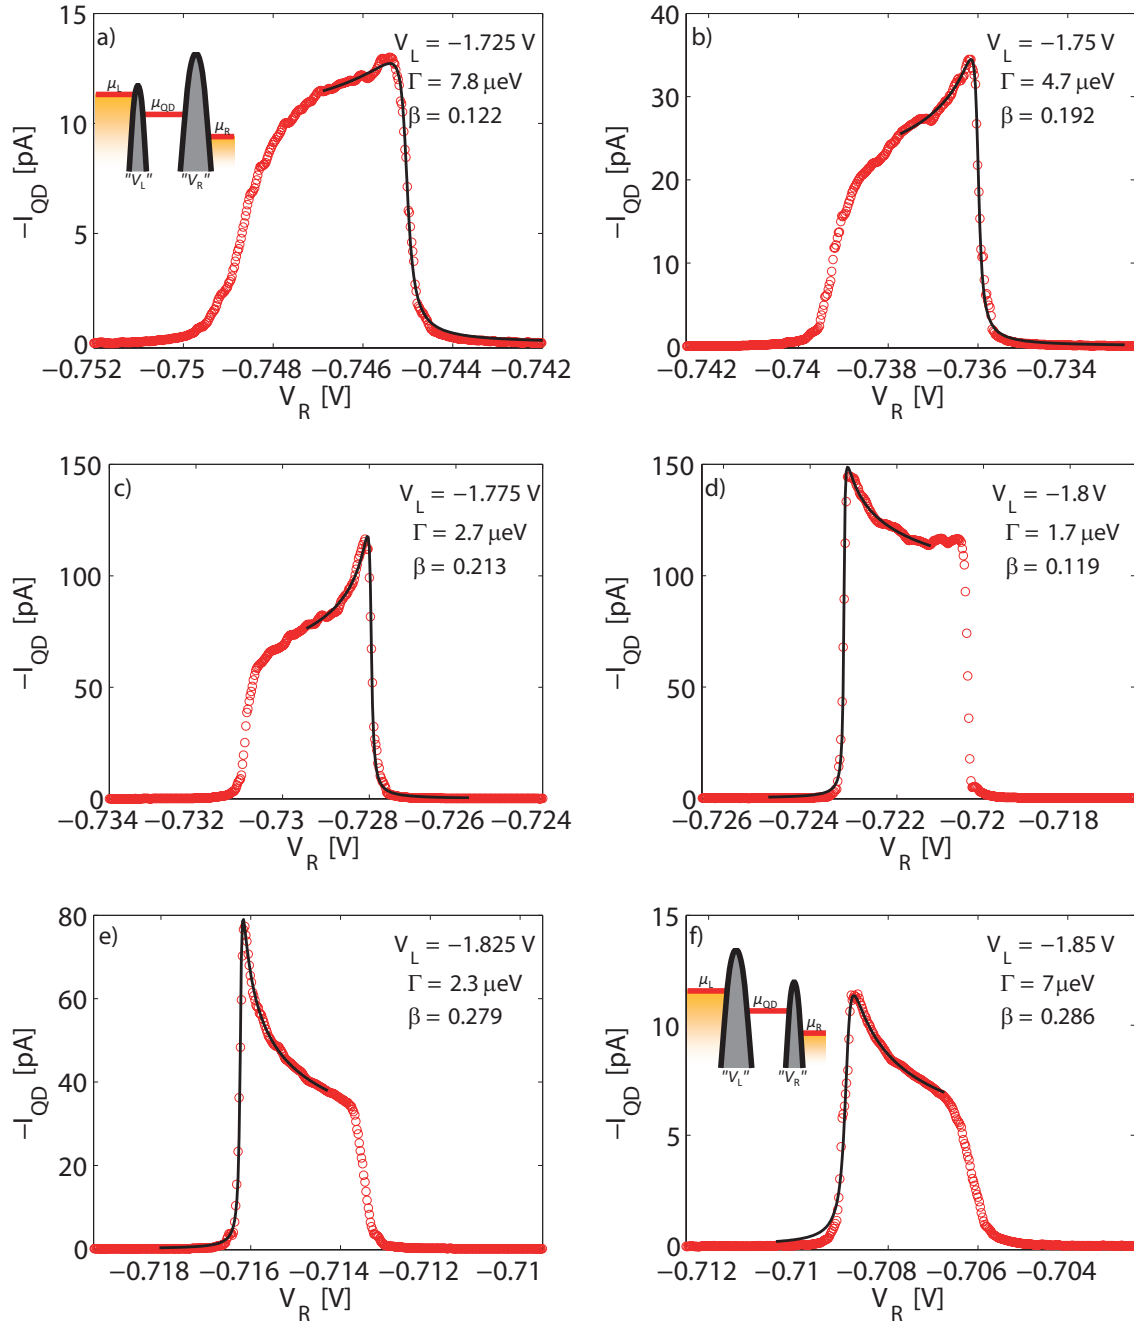 a)
V_L = −1.725 V
Γ = 7.8 μeV
β = 0.122
μ_L
μ_QD
μ_R
"V_L"
"V_R"
15
10
5
0
−I_QD [pA]
−0.752 −0.75 −0.748 −0.746 −0.744 −0.742
V_R [V]
b)
V_L = −1.75 V
Γ = 4.7 μeV
β = 0.192
40
30
20
10
0
−I_QD [pA]
−0.742 −0.74 −0.738 −0.736 −0.734
V_R [V]
c)
V_L = −1.775 V
Γ = 2.7 μeV
β = 0.213
150
100
50
0
−I_QD [pA]
−0.734 −0.732 −0.73 −0.728 −0.726 −0.724
V_R [V]
d)
V_L = −1.8 V
Γ = 1.7 μeV
β = 0.119
150
100
50
0
−I_QD [pA]
−0.726 −0.724 −0.722 −0.72 −0.718
V_R [V]
e)
V_L = −1.825 V
Γ = 2.3 μeV
β = 0.279
80
60
40
20
0
−I_QD [pA]
−0.718 −0.716 −0.714 −0.712 −0.71
V_R [V]
f)
V_L = −1.85 V
Γ = 7 μeV
β = 0.286
μ_L
μ_QD
μ_R
"V_L"
"V_R"
15
10
5
0
−I_QD [pA]
−0.712 −0.71 −0.708 −0.706 −0.704
V_R [V]